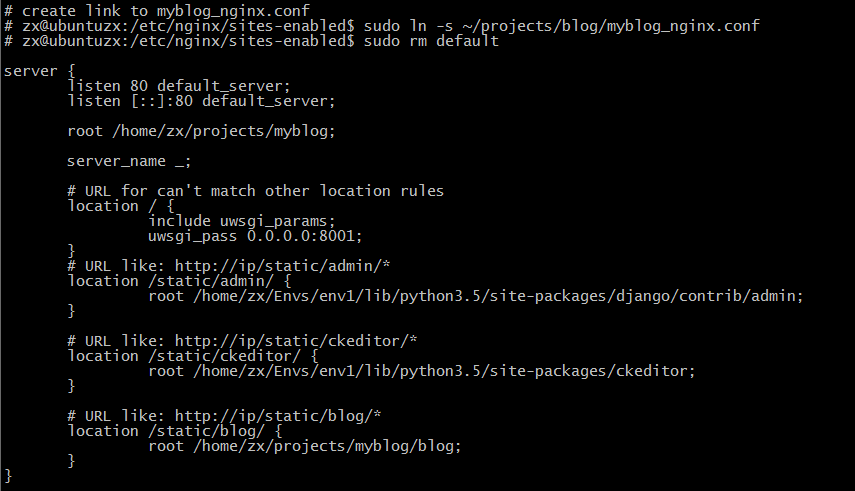 # create link to myblog_nginx.conf
# zx@ubuntuzx:/etc/nginx/sites-enabled$ sudo ln -s ~/projects/blog/myblog_nginx.conf
# zx@ubuntuzx:/etc/nginx/sites-enabled$ sudo rm default

server {
        listen 80 default_server;
        listen [::]:80 default_server;

        root /home/zx/projects/myblog;

        server_name _;

        # URL for can't match other location rules
        location / {
                include uwsgi_params;
                uwsgi_pass 0.0.0.0:8001;
        }
        # URL like: http://ip/static/admin/*
        location /static/admin/ {
                root /home/zx/Envs/env1/lib/python3.5/site-packages/django/contrib/admin;
        }

        # URL like: http://ip/static/ckeditor/*
        location /static/ckeditor/ {
                root /home/zx/Envs/env1/lib/python3.5/site-packages/ckeditor;
        }

        # URL like: http://ip/static/blog/*
        location /static/blog/ {
                root /home/zx/projects/myblog/blog;
        }
}